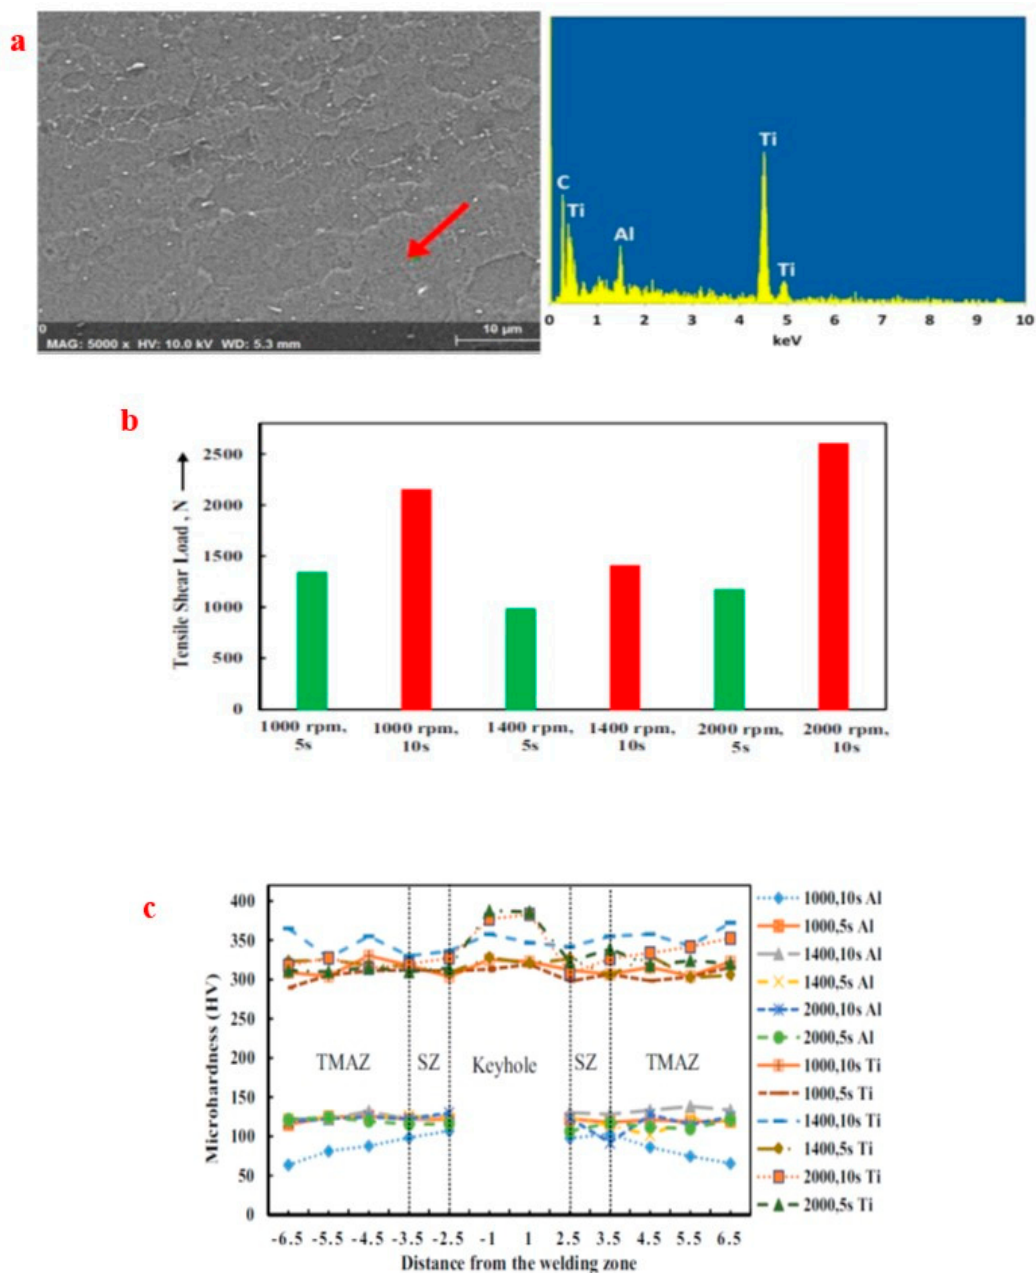 a
C
Ti
Al
Ti
Ti
0 1 2 3 4 5 6 7 8 9 10
keV
0
10 µm
MAG: 5000 x HV: 10.0 kV WD: 5.3 mm
b
Tensile Shear Load , N
2500
2000
1500
1000
500
0
1000 rpm, 5s
1000 rpm, 10s
1400 rpm, 5s
1400 rpm, 10s
2000 rpm, 5s
2000 rpm, 10s
c
Microhardness (HV)
400
350
300
250
200
150
100
50
0
TMAZ SZ Keyhole SZ TMAZ
-6.5 -5.5 -4.5 -3.5 -2.5 -1 1 2.5 3.5 4.5 5.5 6.5
Distance from the welding zone
1000,10s Al
1000,5s Al
1400,10s Al
1400,5s Al
2000,10s Al
2000,5s Al
1000,10s Ti
1000,5s Ti
1400,10s Ti
1400,5s Ti
2000,10s Ti
2000,5s Ti